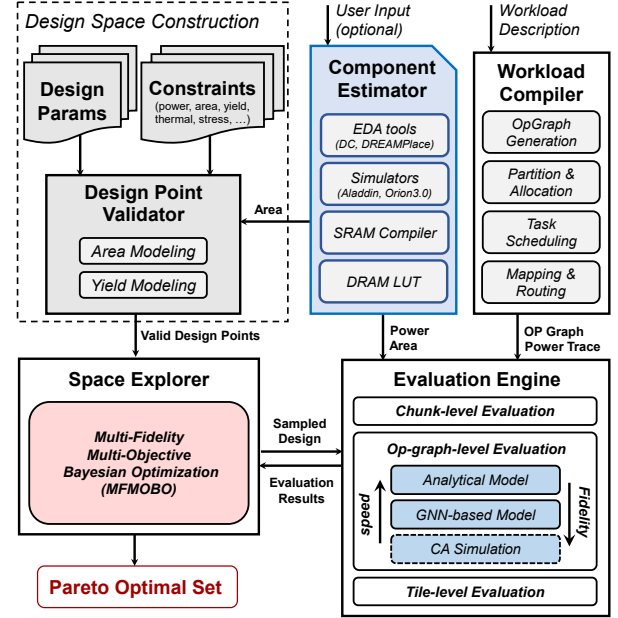 Design Space Construction
Design
Params
Constraints
(power, area, yield,
thermal, stress, …)
Design Point
Validator
Area Modeling
Yield Modeling
Area
User Input
(optional)
Component
Estimator
EDA tools
(DC, DREAMPlace)
Simulators
(Aladdin, Orion3.0)
SRAM Compiler
DRAM LUT
Workload
Description
Workload
Compiler
OpGraph
Generation
Partition &
Allocation
Task
Scheduling
Mapping &
Routing
Valid Design Points
Power
Area
OP Graph
Power Trace
Space Explorer
Multi-Fidelity
Multi-Objective
Bayesian Optimization
(MFMOBO)
Sampled
Design
Evaluation
Results
Evaluation Engine
Chunk-level Evaluation
Op-graph-level Evaluation
speed
Analytical Model
GNN-based Model
CA Simulation
Fidelity
Tile-level Evaluation
Pareto Optimal Set